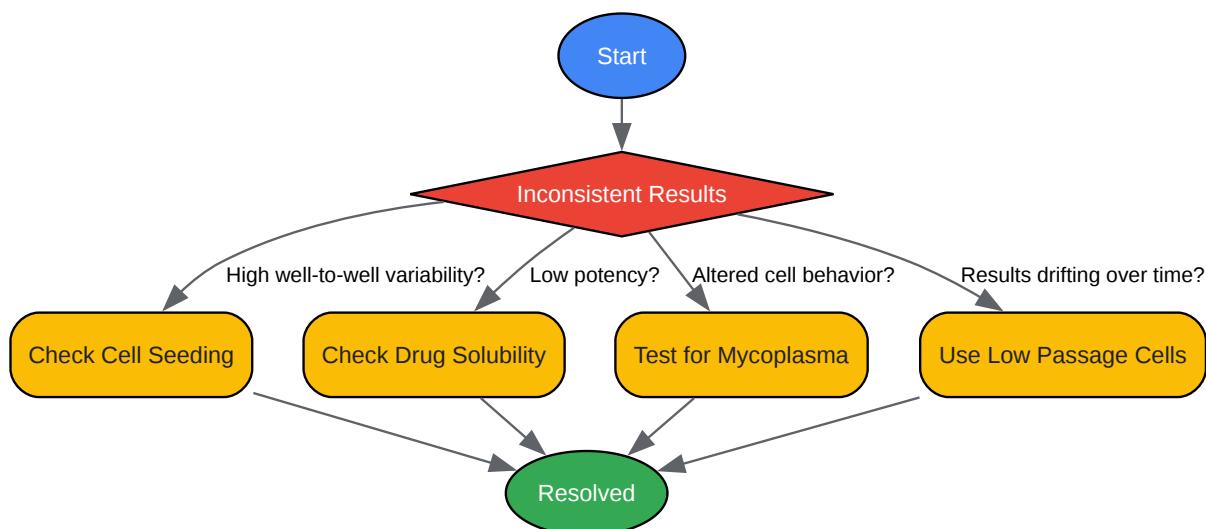 Start
Inconsistent Results
High well-to-well variability?
Low potency?
Altered cell behavior?
Results drifting over time?
Check Cell Seeding
Check Drug Solubility
Test for Mycoplasma
Use Low Passage Cells
Resolved